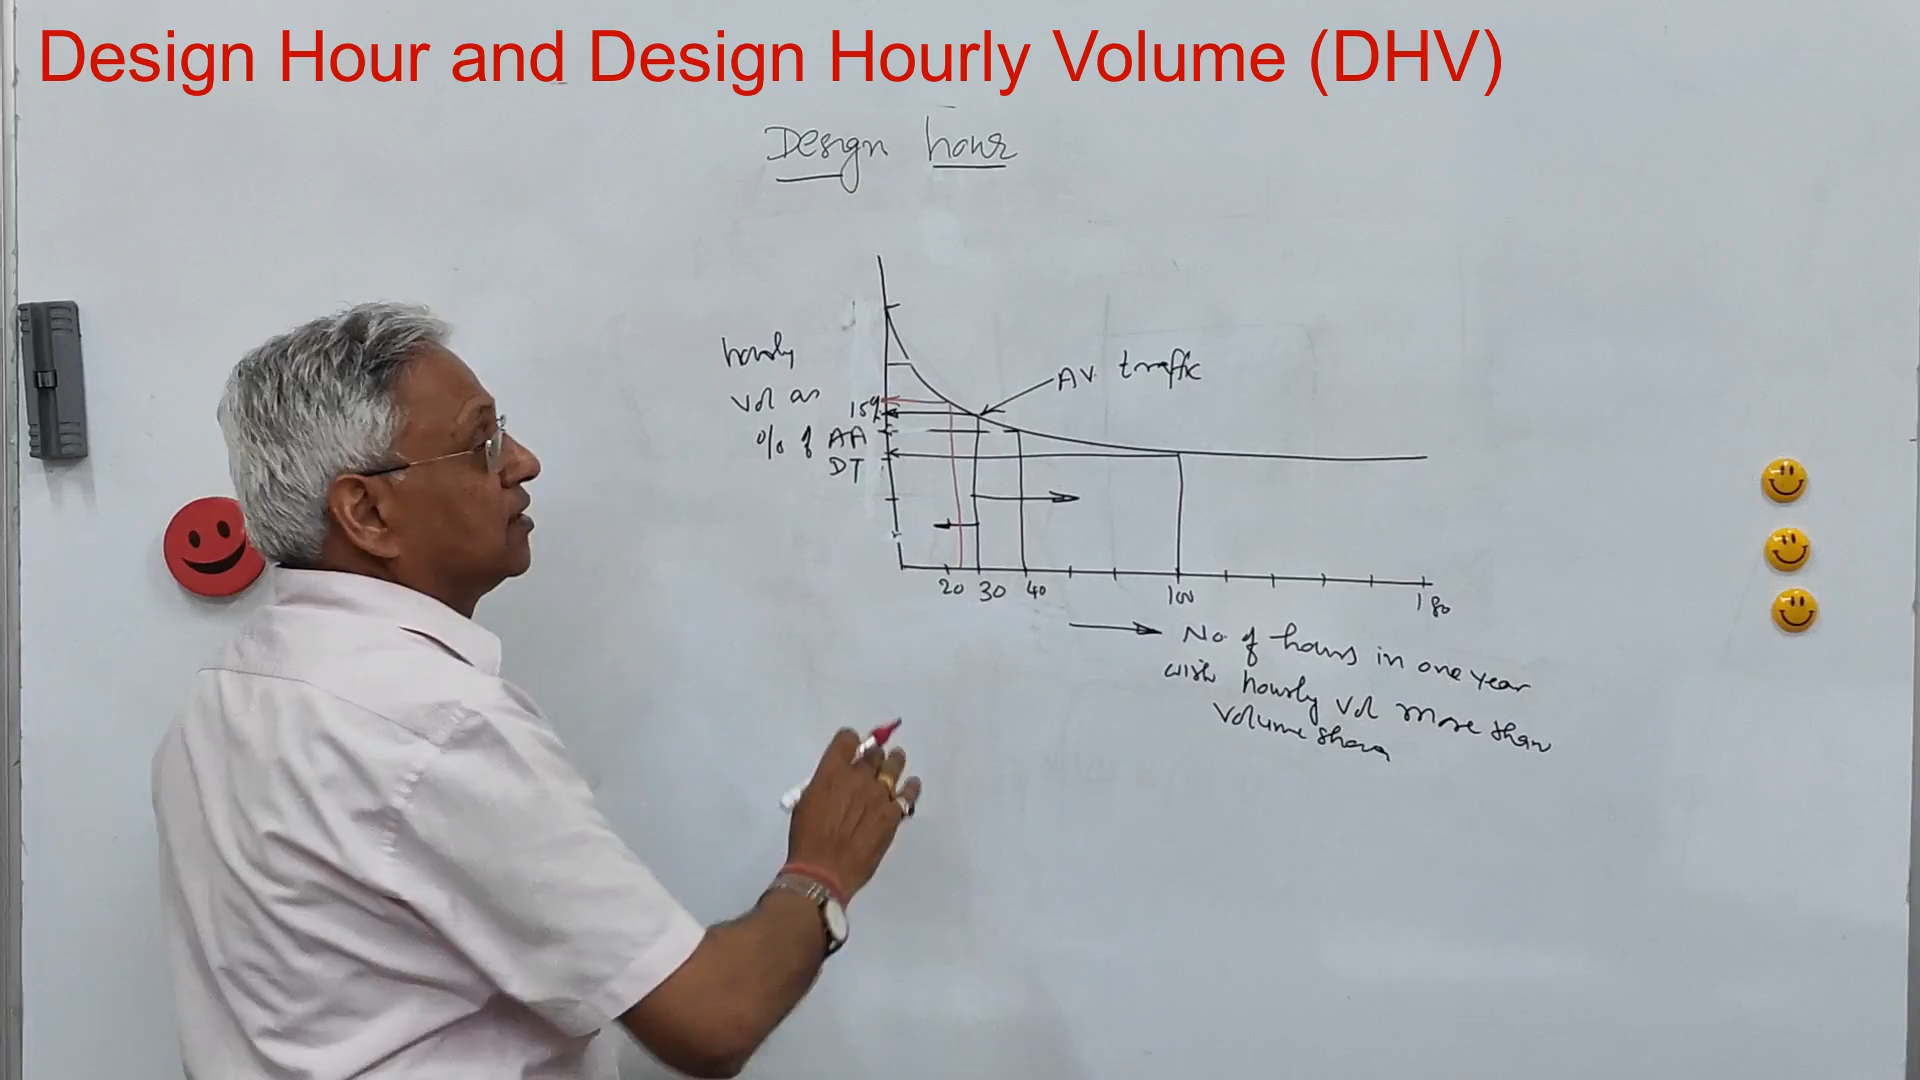 Design Hour and Design Hourly Volume (DHV)
Design hour
hourly
vol as
15%
% of AA
DT
AV. traffic
20 30 40 100 180
No. of hours in one year
with hourly vol more than
volume shown